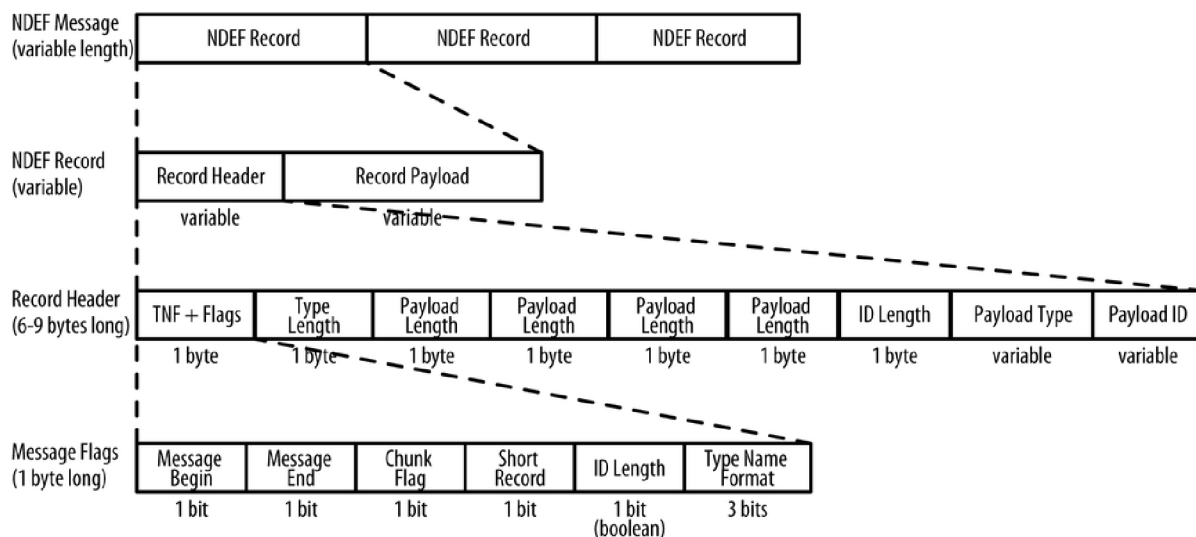 NDEF Message
(variable length)
NDEF Record
NDEF Record
NDEF Record
NDEF Record
(variable)
Record Header
Record Payload
variable
variable
Record Header
(6-9 bytes long)
TNF + Flags
Type
Length
Payload
Length
Payload
Length
Payload
Length
Payload
Length
ID Length
Payload Type
Payload ID
1 byte
1 byte
1 byte
1 byte
1 byte
1 byte
1 byte
variable
variable
Message Flags
(1 byte long)
Message
Begin
Message
End
Chunk
Flag
Short
Record
ID Length
Type Name
Format
1 bit
1 bit
1 bit
1 bit
1 bit
(boolean)
3 bits